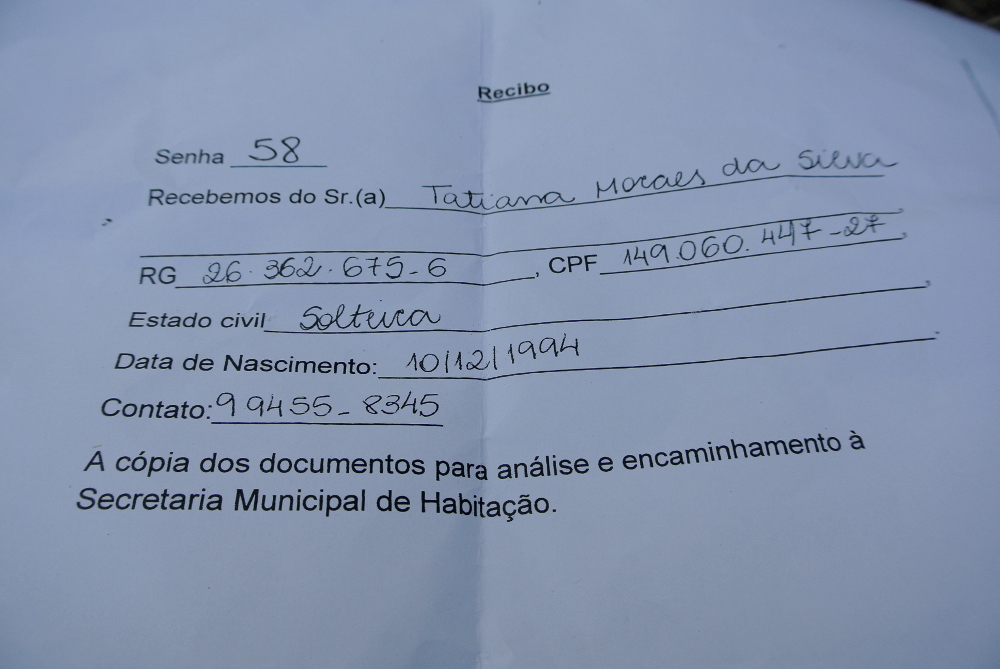 Recibo
Senha 58
Recebemos do Sr.(a) Tatiana Moraes da Silva
RG 26.362.675-6, CPF 149.060.447-27,
Estado civil Solteira,
Data de Nascimento: 10/12/1994.
Contato: 99455-8345
A cópia dos documentos para análise e encaminhamento à
Secretaria Municipal de Habitação.